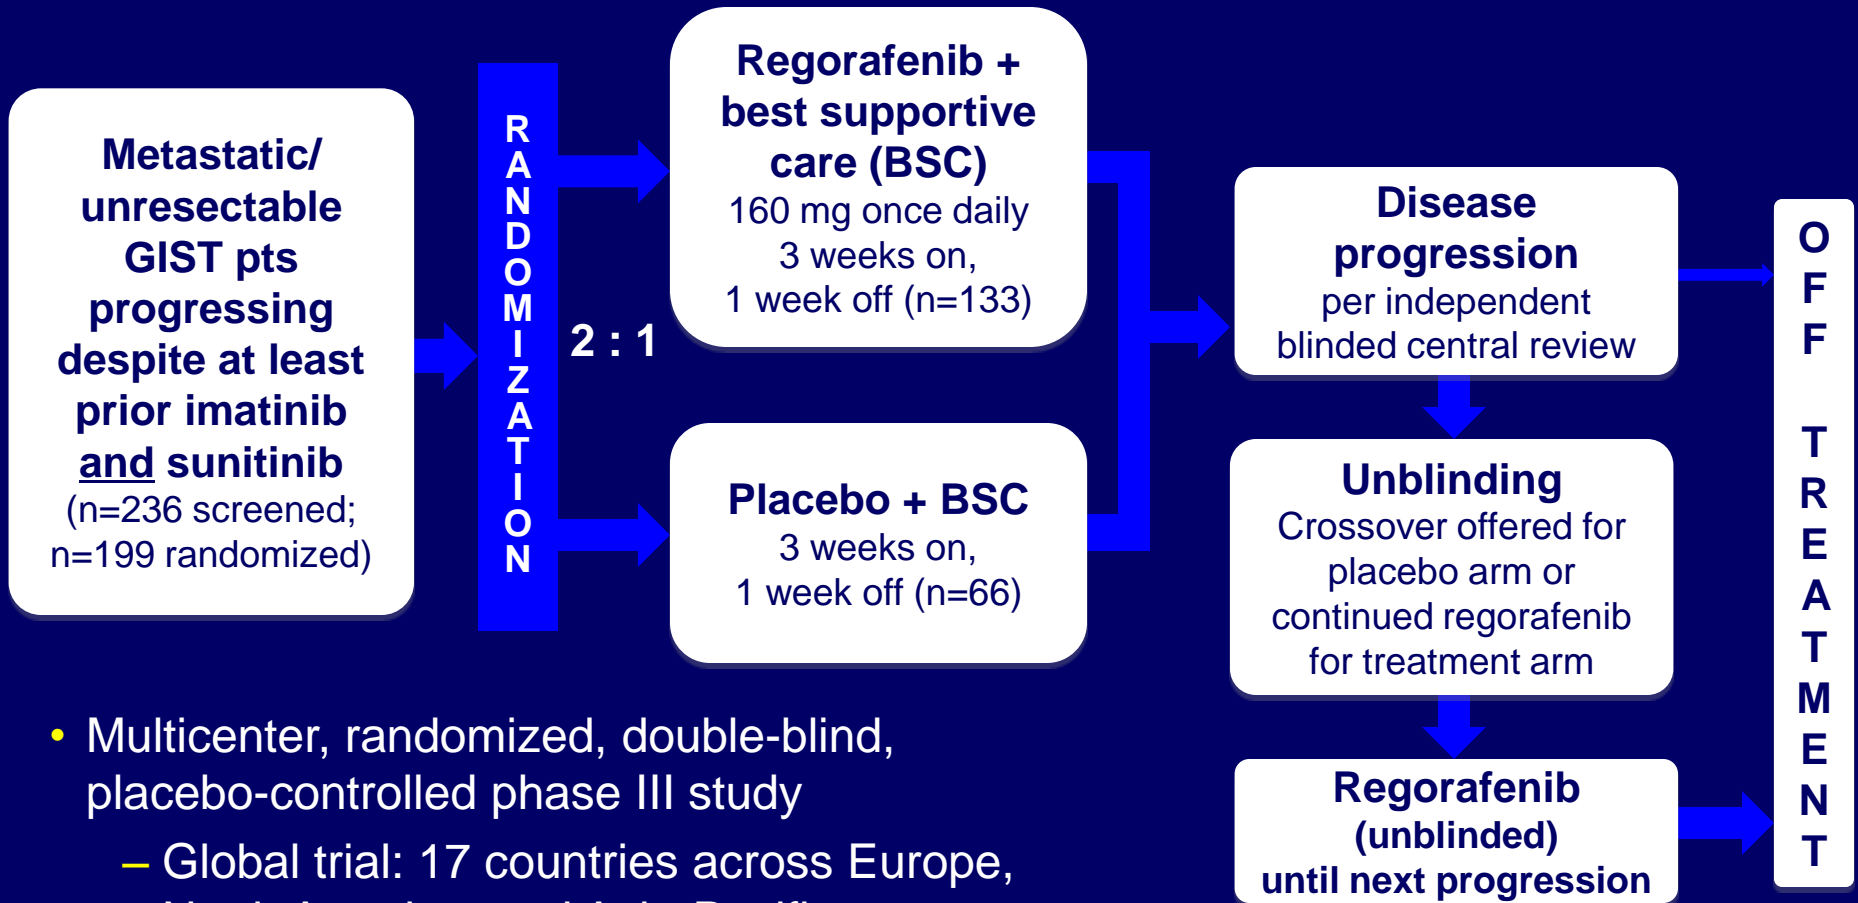 Metastatic/
unresectable
GIST pts
progressing
despite at least
prior imatinib
and sunitinib
(n=236 screened;
n=199 randomized)
RANDOMIZATION
2 : 1
Regorafenib +
best supportive
care (BSC)
160 mg once daily
3 weeks on,
1 week off (n=133)
Placebo + BSC
3 weeks on,
1 week off (n=66)
Disease
progression
per independent
blinded central review
Unblinding
Crossover offered for
placebo arm or
continued regorafenib
for treatment arm
Regorafenib
(unblinded)
until next progression
OFF TREATMENT
• Multicenter, randomized, double-blind,
placebo-controlled phase III study
– Global trial: 17 countries across Europe,